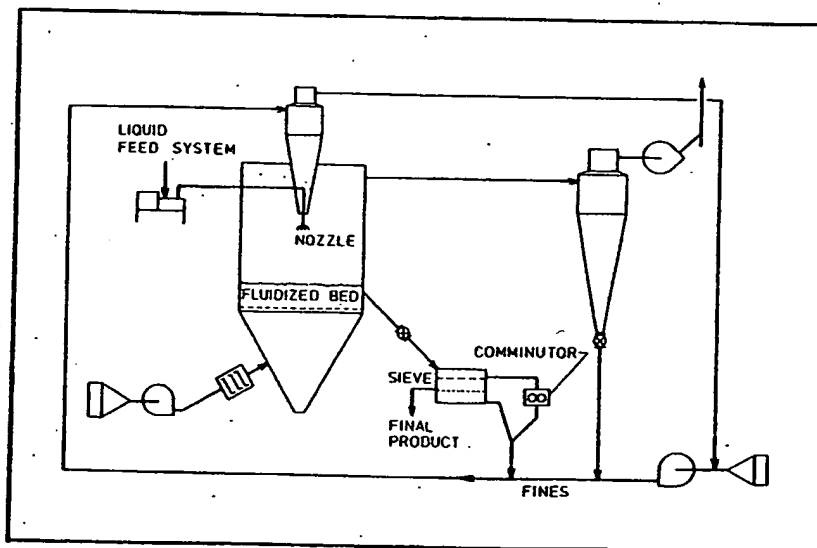 LIQUID
FEED SYSTEM
NOZZLE
FLUIDIZED BED
COMMINUTOR
SIEVE
FINAL
PRODUCT
FINES